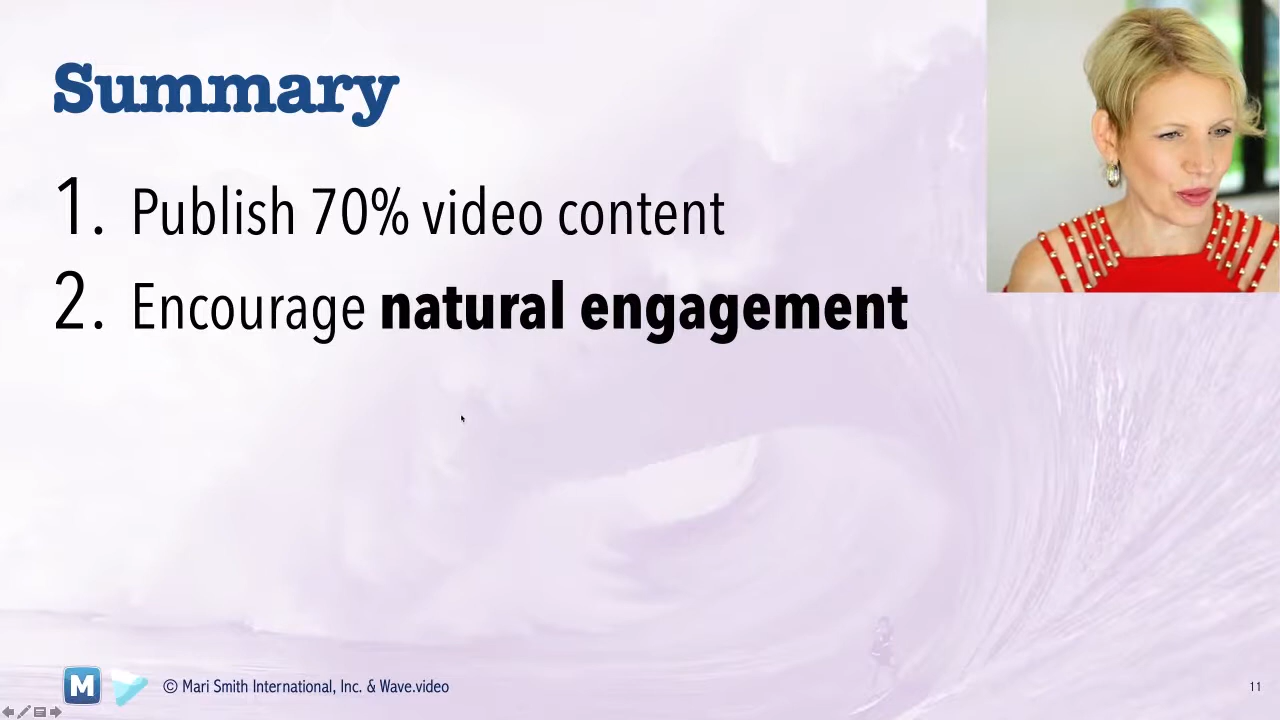 Summary
1. Publish 70% video content
2. Encourage natural engagement
M
© Mari Smith International, Inc. & Wave.video
11